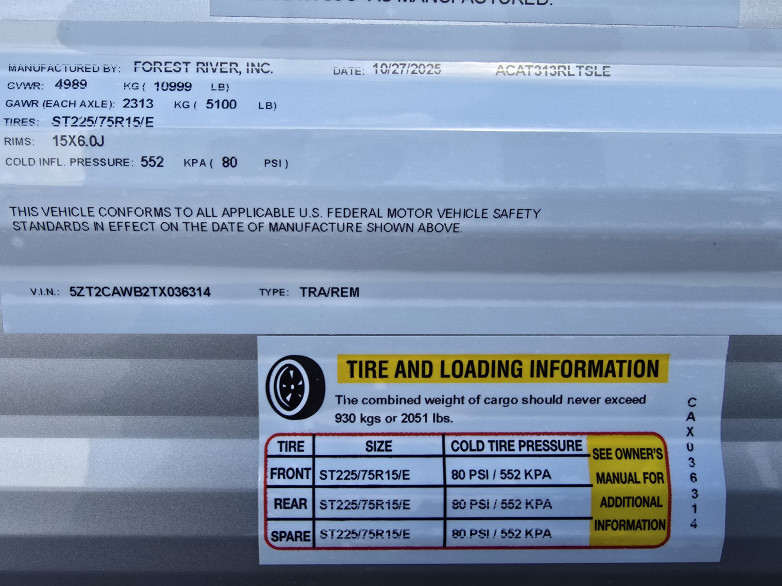 AS MANUFACTURED.
MANUFACTURED BY: FOREST RIVER, INC. DATE: 10/27/2025 ACAT313RLTSLE
GVWR: 4989 KG ( 10999 LB)
GAWR (EACH AXLE): 2313 KG ( 5100 LB)
TIRES: ST225/75R15/E
RIMS: 15X6.0J
COLD INFL. PRESSURE: 552 KPA ( 80 PSI )
THIS VEHICLE CONFORMS TO ALL APPLICABLE U.S. FEDERAL MOTOR VEHICLE SAFETY
STANDARDS IN EFFECT ON THE DATE OF MANUFACTURE SHOWN ABOVE.
V.I.N.: 5ZT2CAWB2TX036314 TYPE: TRA/REM
TIRE AND LOADING INFORMATION
The combined weight of cargo should never exceed
930 kgs or 2051 lbs.
TIRE SIZE COLD TIRE PRESSURE SEE OWNER'S
FRONT ST225/75R15/E 80 PSI / 552 KPA MANUAL FOR
REAR ST225/75R15/E 80 PSI / 552 KPA ADDITIONAL
SPARE ST225/75R15/E 80 PSI / 552 KPA INFORMATION
CAX036314